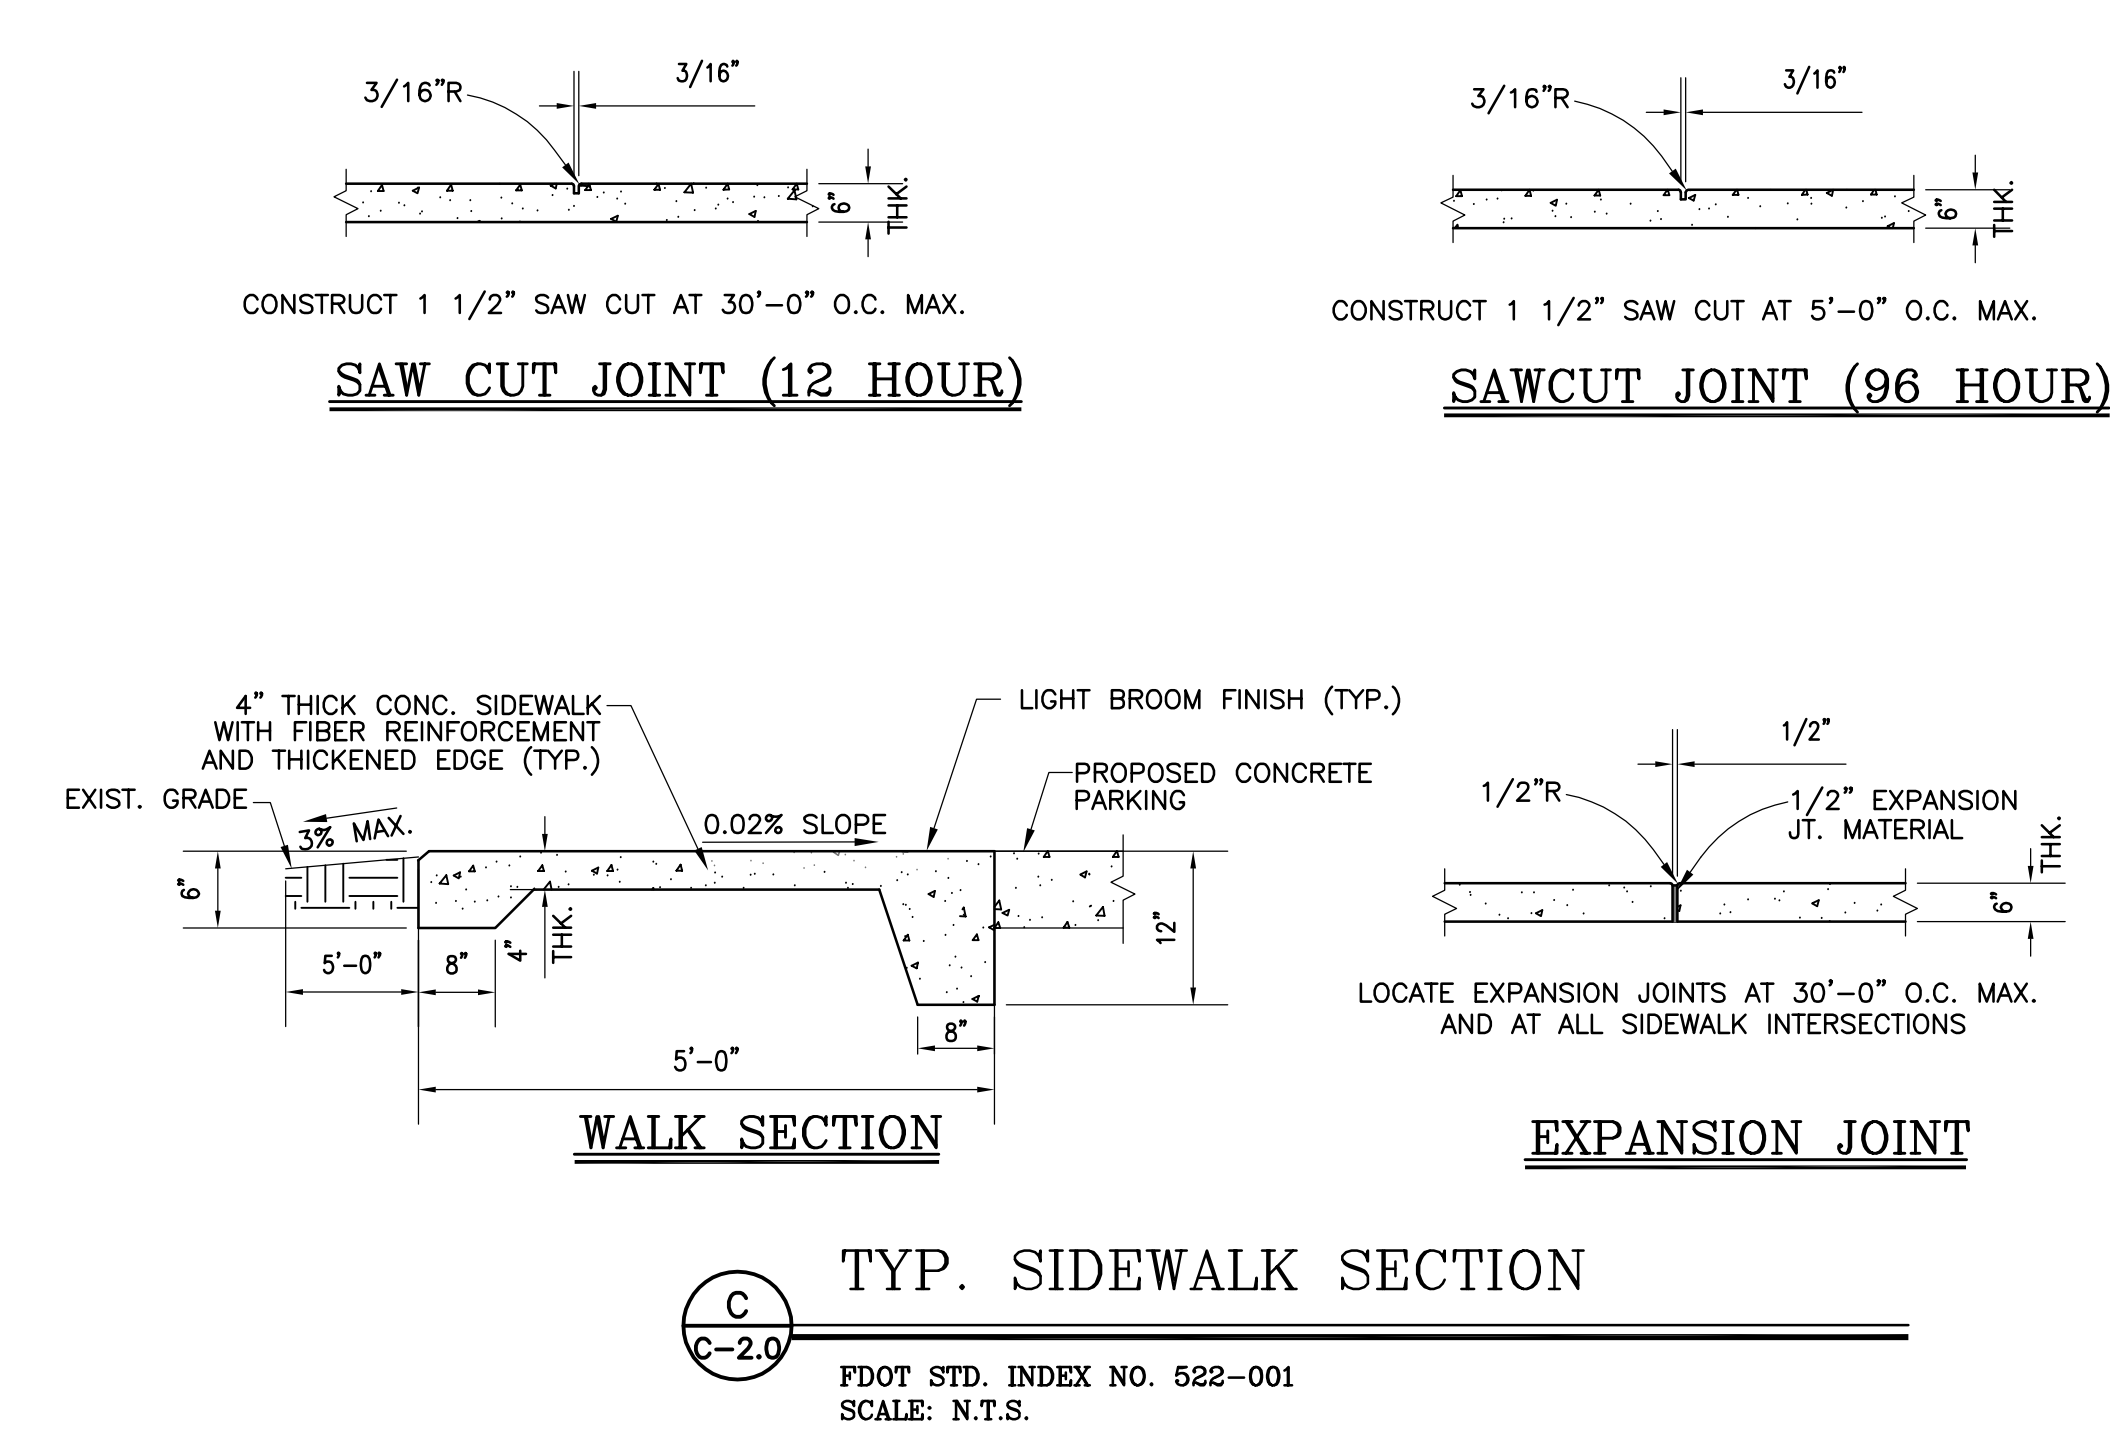 3/16"R
3/16"
6"
THK.
CONSTRUCT 1 1/2" SAW CUT AT 30'-0" O.C. MAX.
SAW CUT JOINT (12 HOUR)
3/16"R
3/16"
6"
THK.
CONSTRUCT 1 1/2" SAW CUT AT 5'-0" O.C. MAX.
SAWCUT JOINT (96 HOUR)
4" THICK CONC. SIDEWALK
WITH FIBER REINFORCEMENT
AND THICKENED EDGE (TYP.)
EXIST. GRADE
3% MAX.
0.02% SLOPE
LIGHT BROOM FINISH (TYP.)
PROPOSED CONCRETE
PARKING
6"
5'-0"
8"
4"
THK.
12"
8"
5'-0"
WALK SECTION
1/2"R
1/2"
1/2" EXPANSION
JT. MATERIAL
THK.
6"
LOCATE EXPANSION JOINTS AT 30'-0" O.C. MAX.
AND AT ALL SIDEWALK INTERSECTIONS
EXPANSION JOINT
C
C-2.0
TYP. SIDEWALK SECTION
FDOT STD. INDEX NO. 522-001
SCALE: N.T.S.